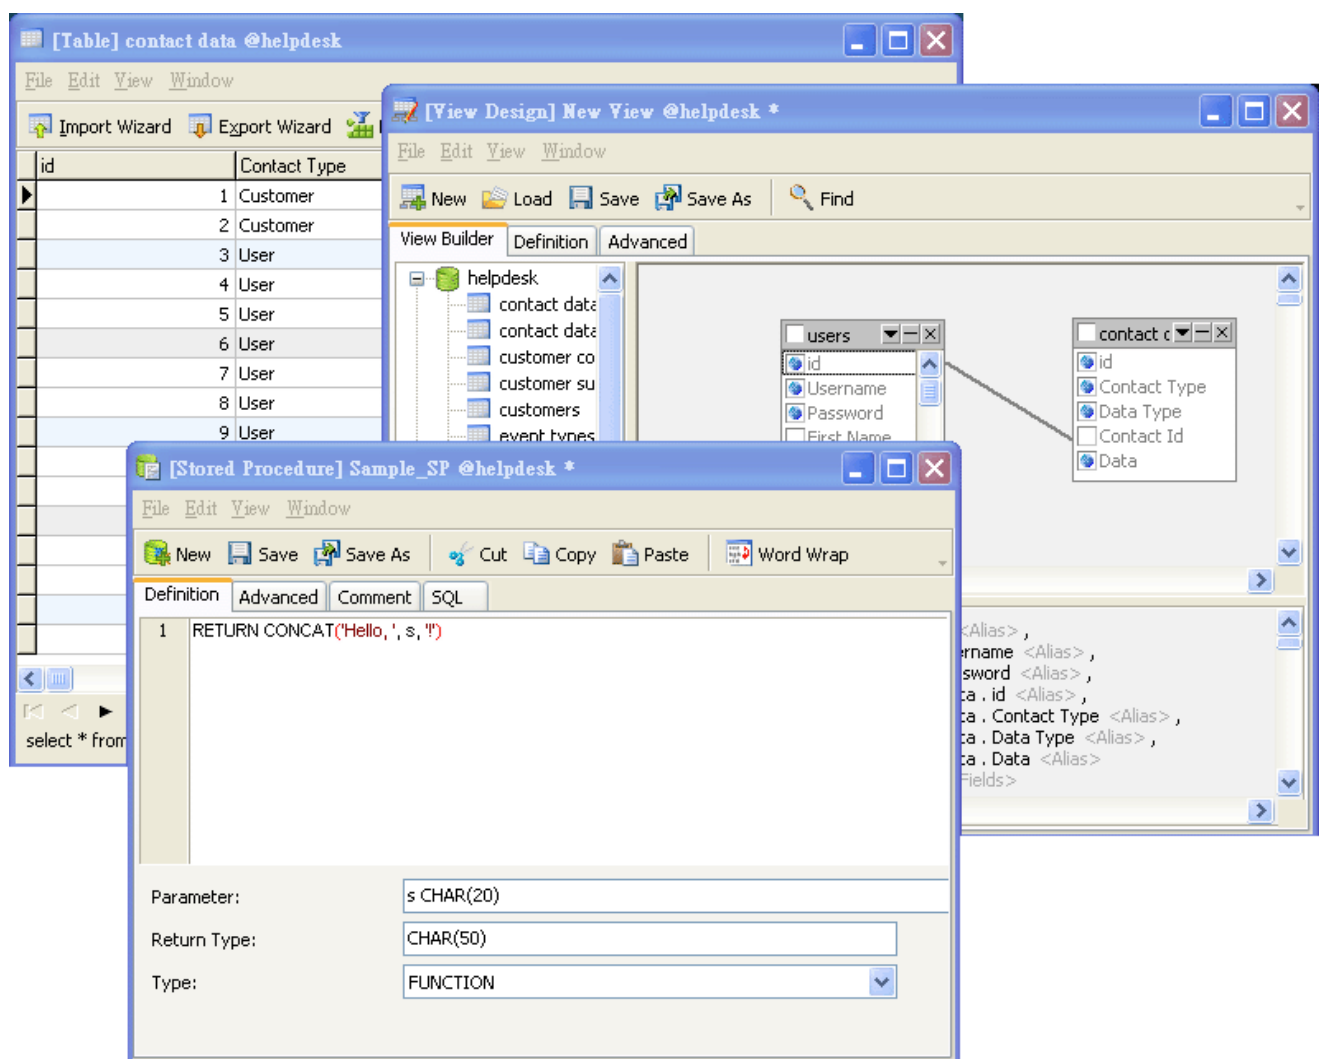 [Table] contact data @helpdesk
File Edit View Window
Import Wizard Export Wizard
id Contact Type
1 Customer
2 Customer
3 User
4 User
5 User
6 User
7 User
8 User
9 User
select * from
[View Design] New View @helpdesk *
File Edit View Window
New Load Save Save As Find
View Builder Definition Advanced
helpdesk
contact data
contact data
customer co
customer su
customers
event types
users
id
Username
Password
First Name
contact c
id
Contact Type
Data Type
Contact Id
Data
<Alias> ,
ername <Alias> ,
sword <Alias> ,
ta . id <Alias> ,
ta . Contact Type <Alias> ,
ta . Data Type <Alias> ,
ta . Data <Alias>
Fields>
[Stored Procedure] Sample_SP @helpdesk *
File Edit View Window
New Save Save As Cut Copy Paste Word Wrap
Definition Advanced Comment SQL
1 RETURN CONCAT('Hello, ', s, '!')
Parameter: s CHAR(20)
Return Type: CHAR(50)
Type: FUNCTION